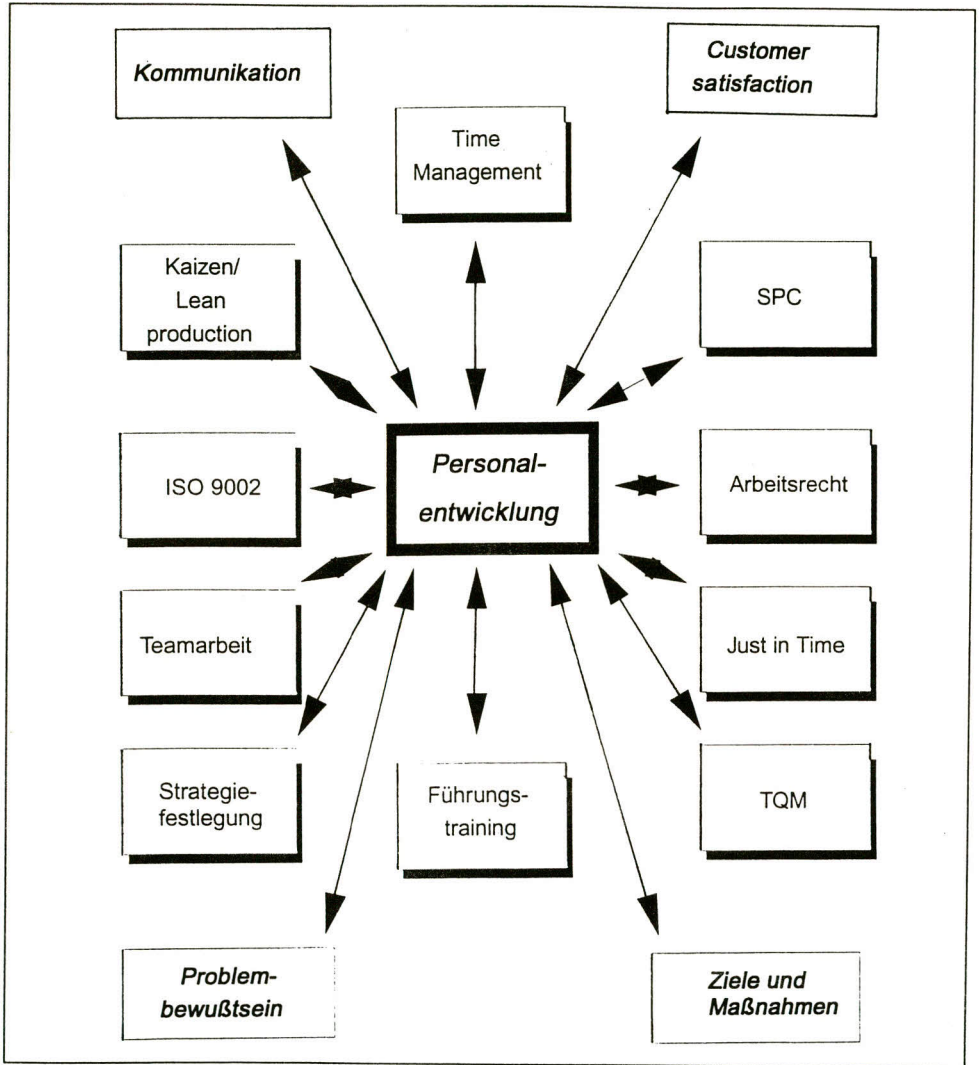 Kommunikation
Customer
satisfaction
Time
Management
Kaizen/
Lean
production
SPC
Personal-
entwicklung
ISO 9002
Arbeitsrecht
Teamarbeit
Just in Time
Strategie-
festlegung
Führungs-
training
TQM
Problem-
bewußtsein
Ziele und
Maßnahmen